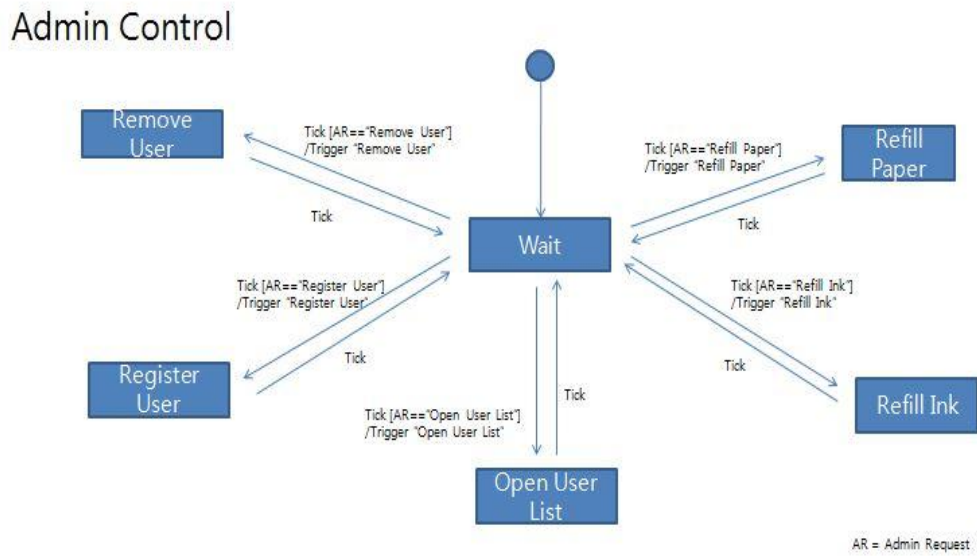 Admin Control
Remove
User
Tick [AR=="Remove User"]
/Trigger "Remove User"
Tick
Tick [AR=="Refill Paper"]
/Trigger "Refill Paper"
Tick
Refill
Paper
Wait
Tick [AR=="Register User"]
/Trigger "Register User"
Tick
Register
User
Tick [AR=="Refill Ink"]
/Trigger "Refill Ink"
Tick
Refill Ink
Tick [AR=="Open User List"]
/Trigger "Open User List"
Tick
Open User
List
AR = Admin Request